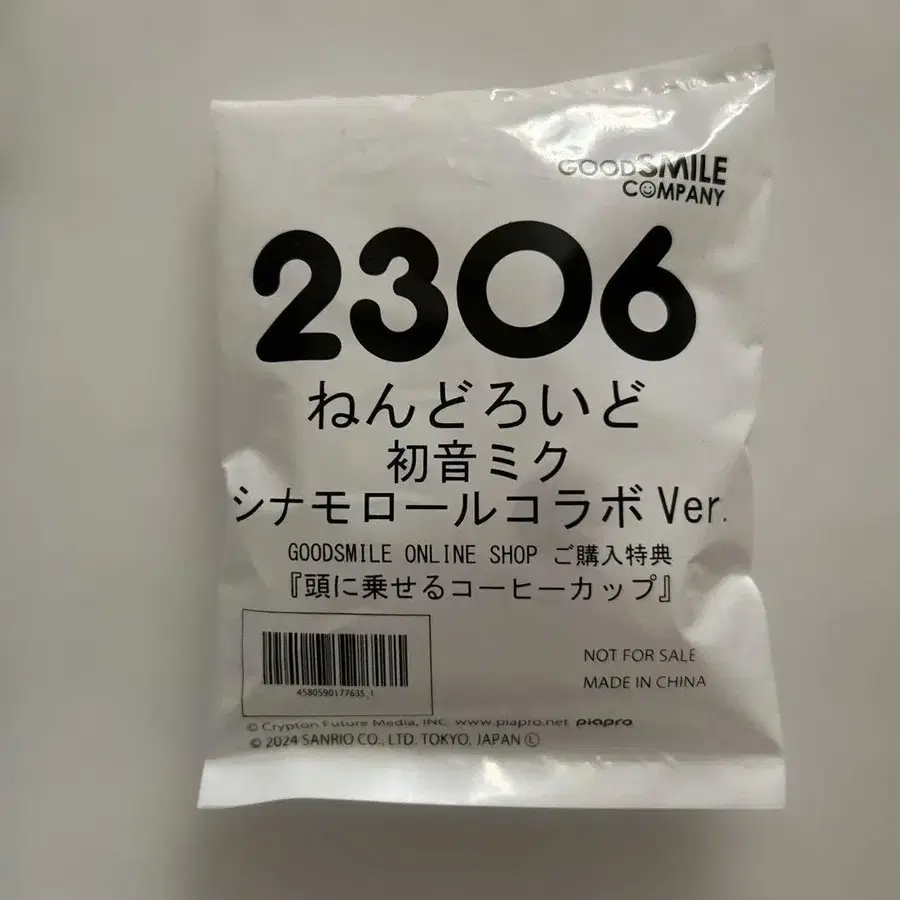 GOODSMILE
COMPANY
2306
ねんどろいど
初音ミク
シナモロールコラボ Ver.
GOODSMILE ONLINE SHOP ご購入特典
『頭に乗せるコーヒーカップ』
4580590177635 1
NOT FOR SALE
MADE IN CHINA
© Crypton Future Media, INC. www.piapro.net piapro
© 2024 SANRIO CO., LTD. TOKYO, JAPAN Ⓛ